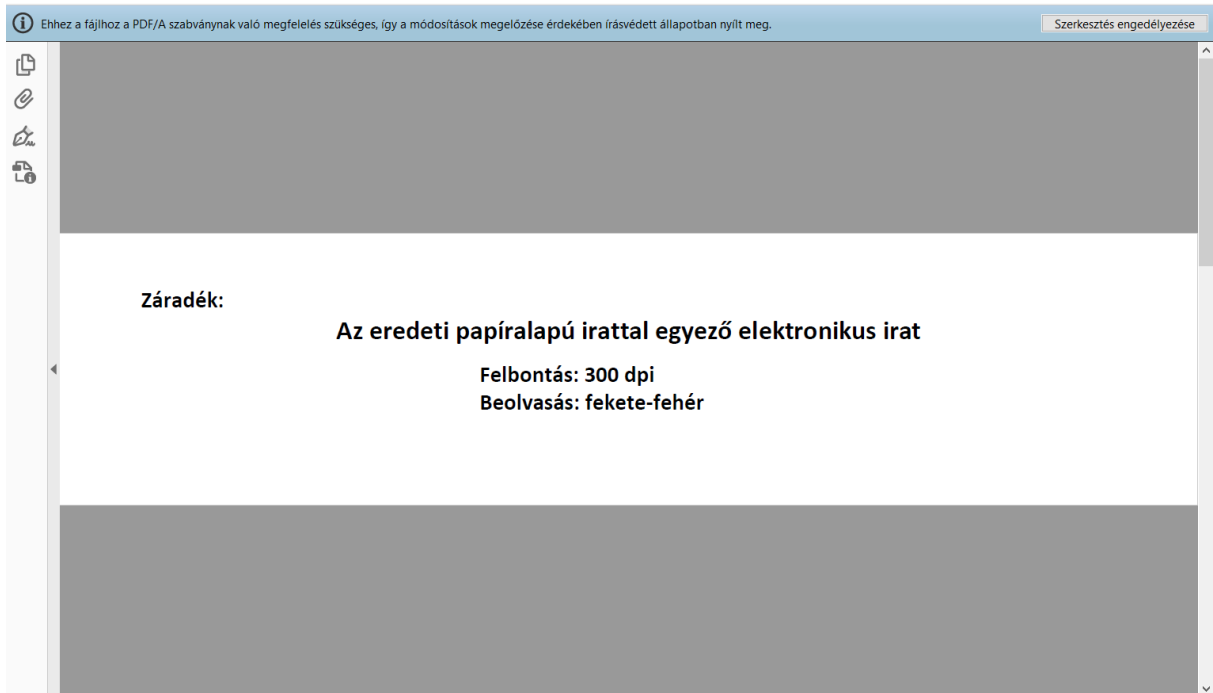 Ehhez a fájlhoz a PDF/A szabványnak való megfelelés szükséges, így a módosítások megelőzése érdekében írásvédett állapotban nyílt meg.
Szerkesztés engedélyezése
Záradék:
Az eredeti papíralapú irattal egyező elektronikus irat
Felbontás: 300 dpi
Beolvasás: fekete-fehér